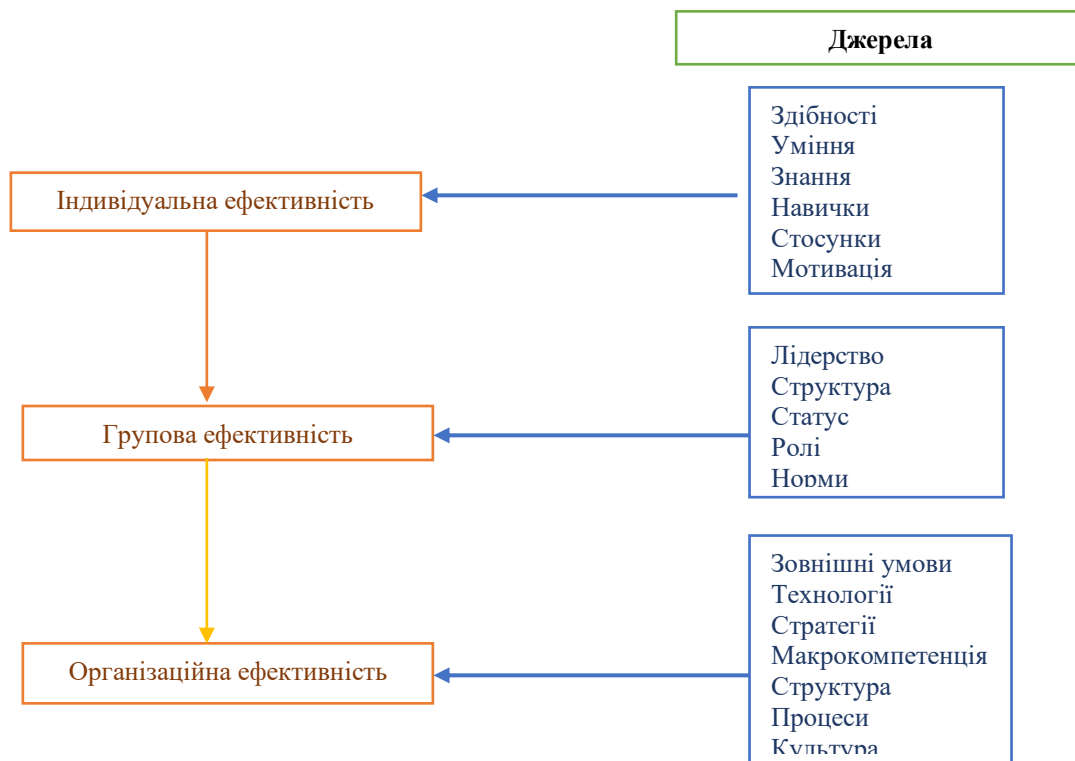 Джерела
Здібності
Уміння
Знання
Навички
Стосунки
Мотивація
Індивідуальна ефективність
Лідерство
Структура
Статус
Ролі
Норми
Групова ефективність
Зовнішні умови
Технології
Стратегії
Макрокомпетенція
Структура
Процеси
Культура
Організаційна ефективність